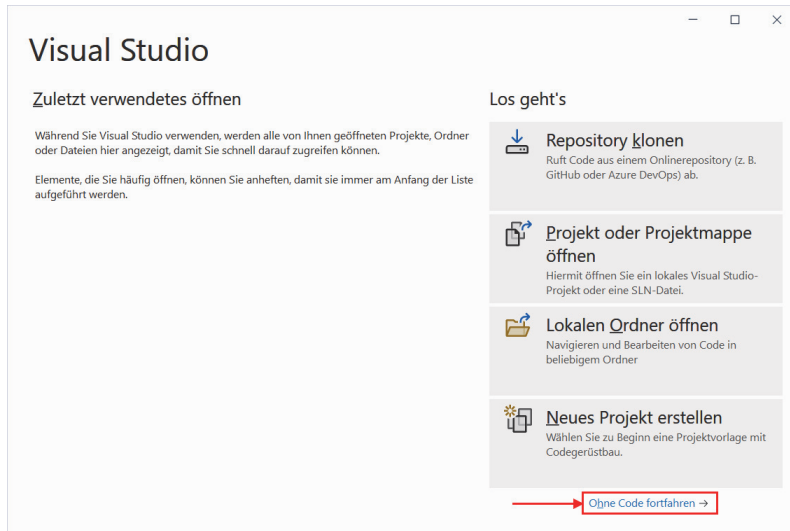 Visual Studio
Zuletzt verwendetes öffnen
Während Sie Visual Studio verwenden, werden alle von Ihnen geöffneten Projekte, Ordner
oder Dateien hier angezeigt, damit Sie schnell darauf zugreifen können.
Elemente, die Sie häufig öffnen, können Sie anheften, damit sie immer am Anfang der Liste
aufgeführt werden.
Los geht's
Repository klonen
Ruft Code aus einem Onlinerepository (z. B.
GitHub oder Azure DevOps) ab.
Projekt oder Projektmappe
öffnen
Hiermit öffnen Sie ein lokales Visual Studio-
Projekt oder eine SLN-Datei.
Lokalen Ordner öffnen
Navigieren und Bearbeiten von Code in
beliebigem Ordner
Neues Projekt erstellen
Wählen Sie zu Beginn eine Projektvorlage mit
Codegerüstbau.
Ohne Code fortfahren →